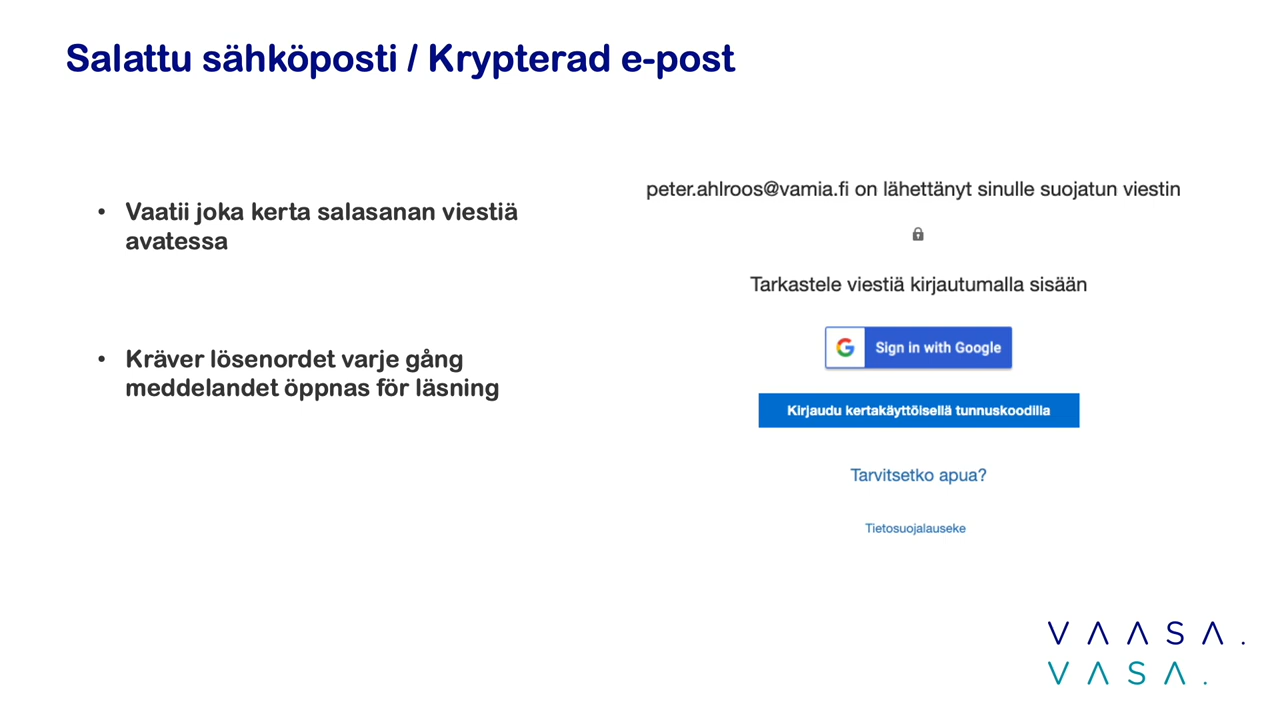 Salattu sähköposti / Krypterad e-post
• Vaatii joka kerta salasanan viestiä
avatessa
• Kräver lösenordet varje gång
meddelandet öppnas för läsning
peter.ahlroos@vamia.fi on lähettänyt sinulle suojatun viestin
Tarkastele viestiä kirjautumalla sisään
Sign in with Google
Kirjaudu kertakäyttöisellä tunnuskoodilla
Tarvitsetko apua?
Tietosuojalauseke
VAASA.
VASA.